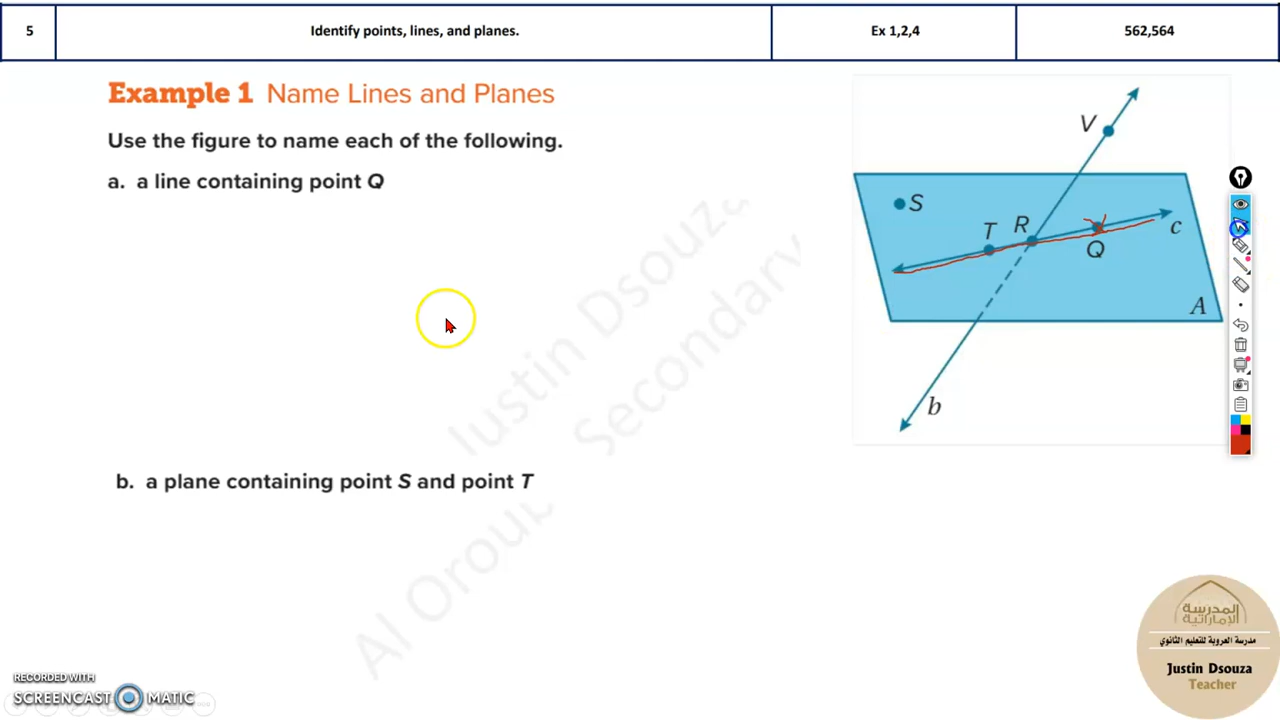 5 Identify points, lines, and planes. Ex 1,2,4 562,564
Example 1 Name Lines and Planes
Use the figure to name each of the following.
a. a line containing point Q
V
S
T R Q c
A
b
b. a plane containing point S and point T
Justin Dsouza
Al Oroub
Secondary
المدرسة
الإماراتية
مدرسة العروبة للتعليم الثانوي
Justin Dsouza
Teacher
RECORDED WITH
SCREENCAST MATIC